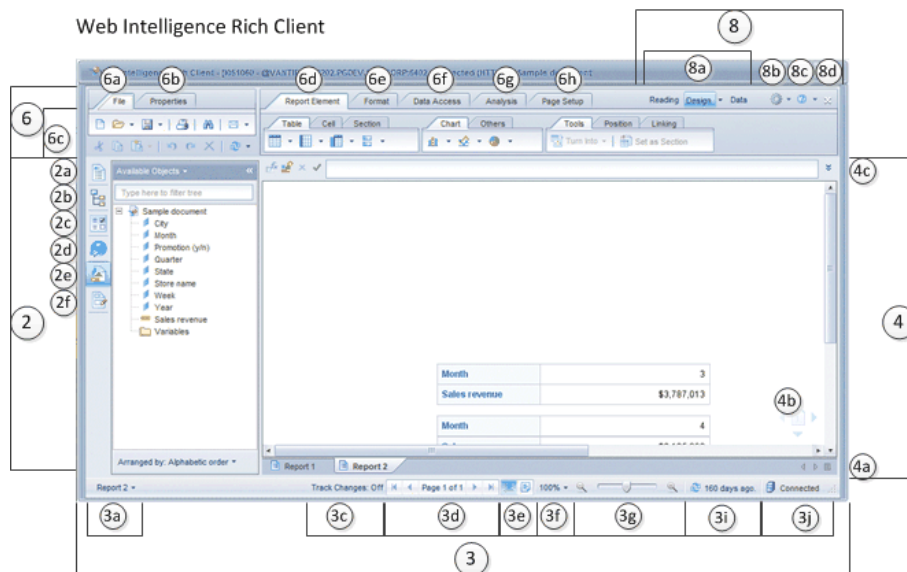 Web Intelligence Rich Client
8
8a
8b 8c 8d
6a 6b 6d 6e 6f 6g 6h
File Properties Report Element Format Data Access Analysis Page Setup Reading Design Data
6
6c
Table Cell Section Chart Others Tools Position Linking
Turn Into Set as Section
2a
Available Objects
4c
2b
Type here to filter tree
Sample document
2c
City
Month
2d
Promotion (y/n)
Quarter
2e
State
Store name
2f
Week
Year
2
Sales revenue
4
Variables
Month 3
Sales revenue $3,787,013
4b
Month 4
Arranged by: Alphabetic order
Report 1 Report 2
4a
Report 2 Track Changes: Off Page 1 of 1 100% 160 days ago. Connected
3a 3c 3d 3e 3f 3g 3i 3j
3